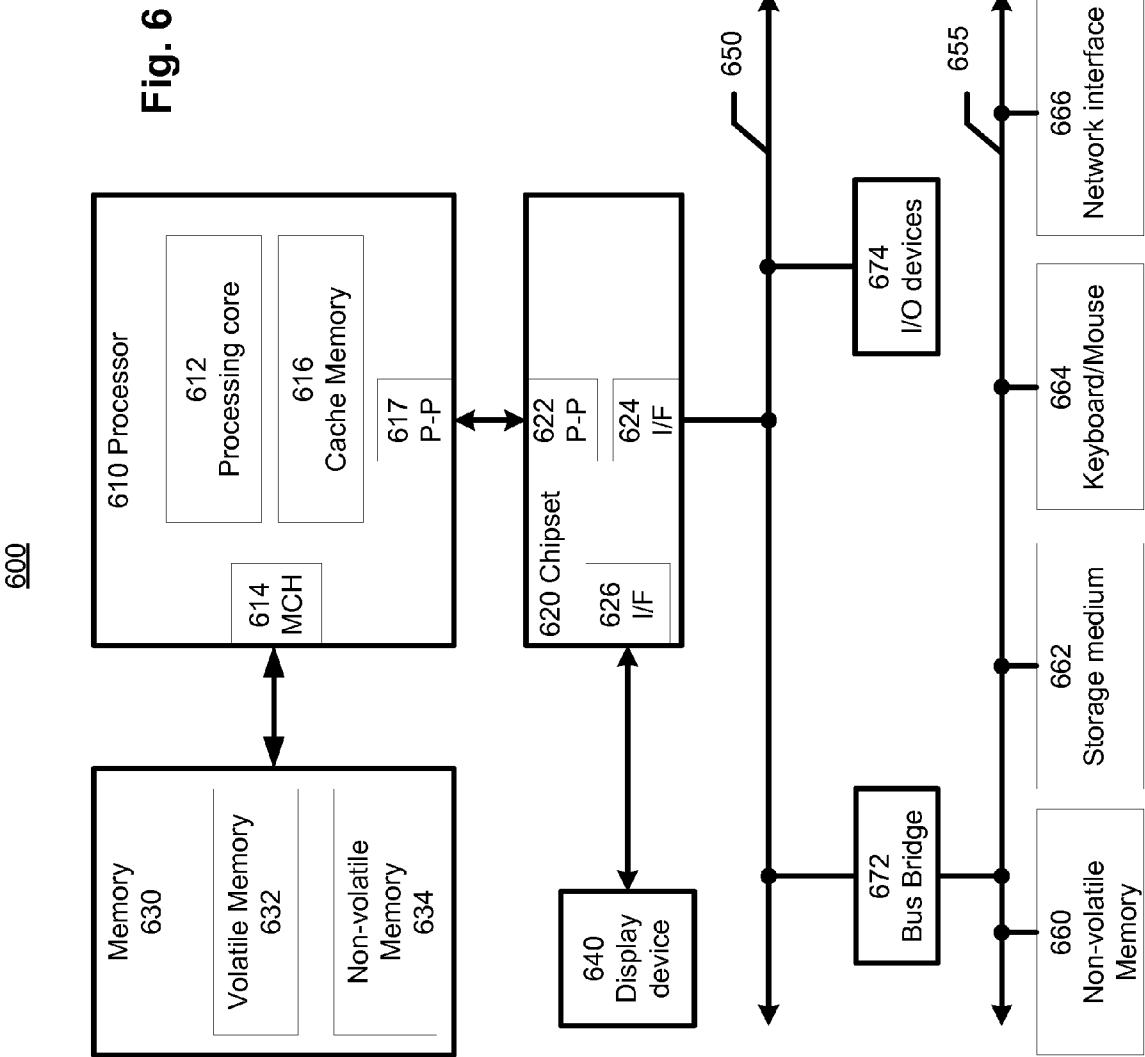 600
Fig. 6
Memory
630
Volatile Memory
632
Non-volatile
Memory
634
610 Processor
614
MCH
612
Processing core
616
Cache Memory
617
P-P
640
Display
device
620 Chipset
626
I/F
622
P-P
624
I/F
650
672
Bus Bridge
674
I/O devices
655
660
Non-volatile
Memory
662
Storage medium
664
Keyboard/Mouse
666
Network interface